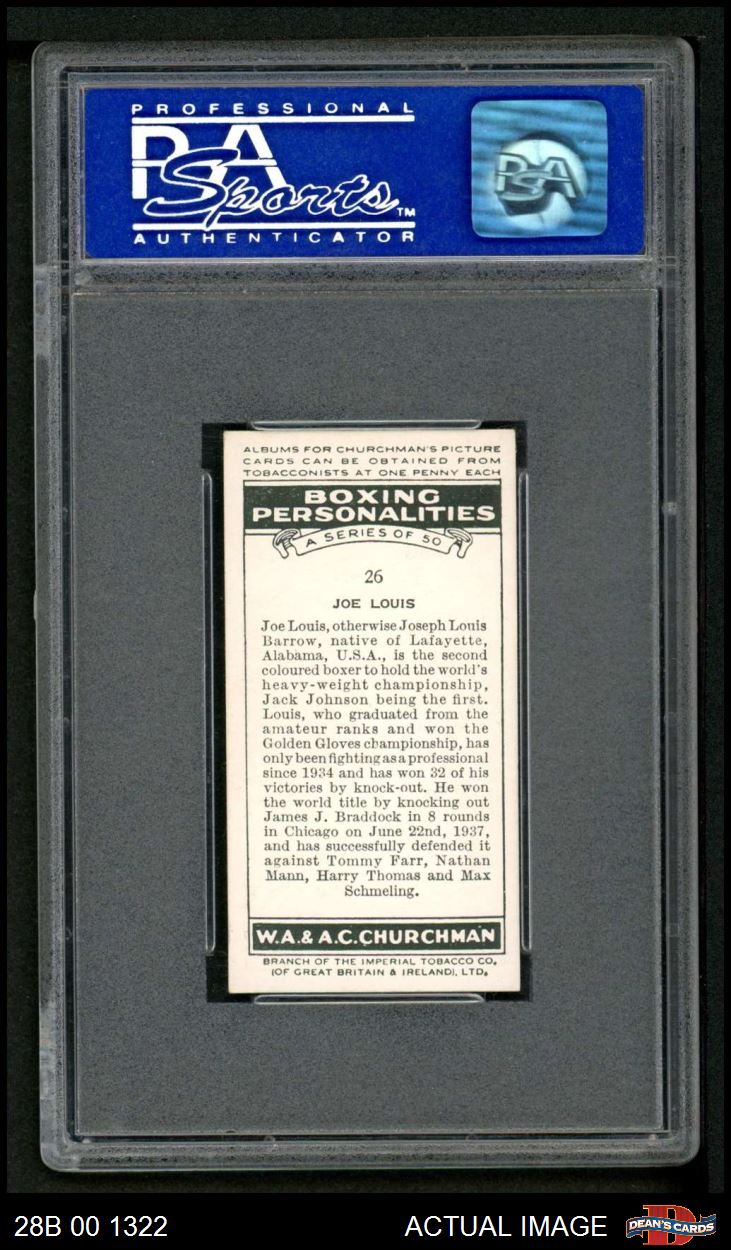 PROFESSIONAL
PSA
Sports™
AUTHENTICATOR
PSA
ALBUMS FOR CHURCHMAN'S PICTURE
CARDS CAN BE OBTAINED FROM
TOBACCONISTS AT ONE PENNY EACH
BOXING
PERSONALITIES
A SERIES OF 50
26
JOE LOUIS
Joe Louis, otherwise Joseph Louis
Barrow, native of Lafayette,
Alabama, U.S.A., is the second
coloured boxer to hold the world's
heavy-weight championship,
Jack Johnson being the first.
Louis, who graduated from the
amateur ranks and won the
Golden Gloves championship, has
only been fighting as a professional
since 1934 and has won 32 of his
victories by knock-out. He won
the world title by knocking out
James J. Braddock in 8 rounds
in Chicago on June 22nd, 1937,
and has successfully defended it
against Tommy Farr, Nathan
Mann, Harry Thomas and Max
Schmeling.
W.A. & A.C. CHURCHMAN
BRANCH OF THE IMPERIAL TOBACCO CO.
(OF GREAT BRITAIN & IRELAND), LTD.
28B 00 1322
ACTUAL IMAGE
D
DEAN'S CARDS